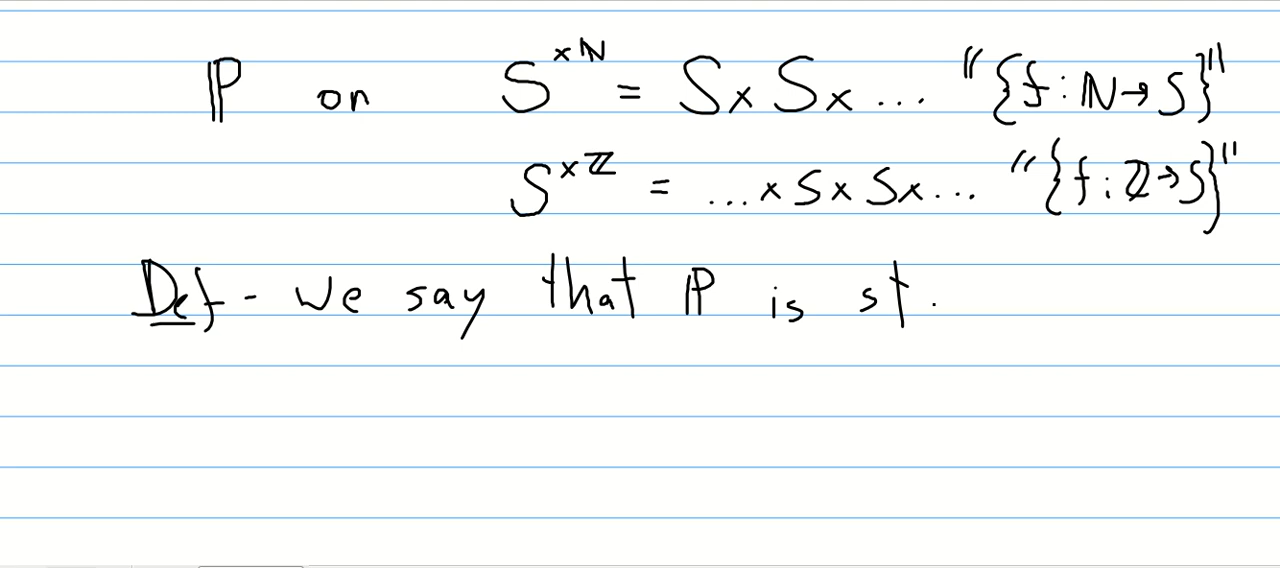 ℙ on S^{×ℕ} = S × S × ... "{f : ℕ → S}"
S^{×ℤ} = ... × S × S × ... "{f : ℤ → S}"
Def - We say that ℙ is st.